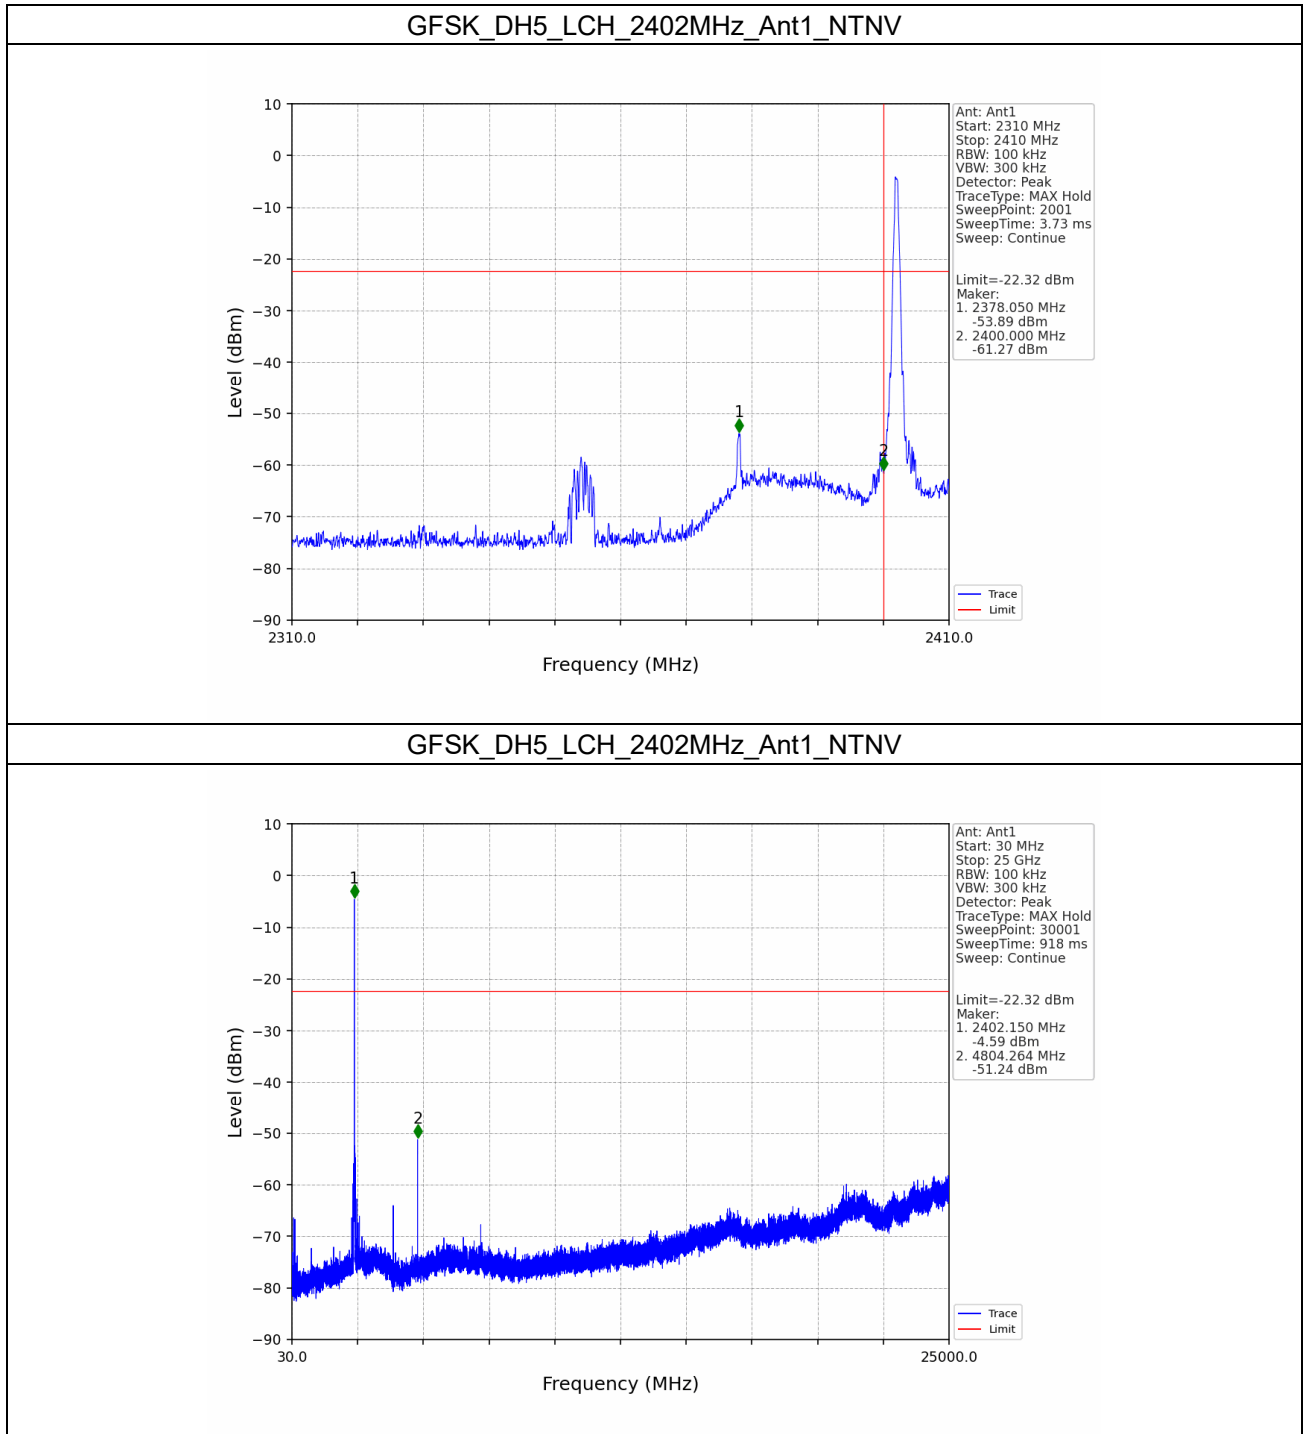 GFSK_DH5_LCH_2402MHz_Ant1_NTNV
10
0
−10
−20
−30
−40
−50
−60
−70
−80
−90
Level (dBm)
2310.0
2410.0
Frequency (MHz)
1
2
Ant: Ant1
Start: 2310 MHz
Stop: 2410 MHz
RBW: 100 kHz
VBW: 300 kHz
Detector: Peak
TraceType: MAX Hold
SweepPoint: 2001
SweepTime: 3.73 ms
Sweep: Continue
Limit=-22.32 dBm
Maker:
1. 2378.050 MHz
-53.89 dBm
2. 2400.000 MHz
-61.27 dBm
Trace
Limit
GFSK_DH5_LCH_2402MHz_Ant1_NTNV
10
0
−10
−20
−30
−40
−50
−60
−70
−80
−90
Level (dBm)
30.0
25000.0
Frequency (MHz)
1
2
Ant: Ant1
Start: 30 MHz
Stop: 25 GHz
RBW: 100 kHz
VBW: 300 kHz
Detector: Peak
TraceType: MAX Hold
SweepPoint: 30001
SweepTime: 918 ms
Sweep: Continue
Limit=-22.32 dBm
Maker:
1. 2402.150 MHz
-4.59 dBm
2. 4804.264 MHz
-51.24 dBm
Trace
Limit